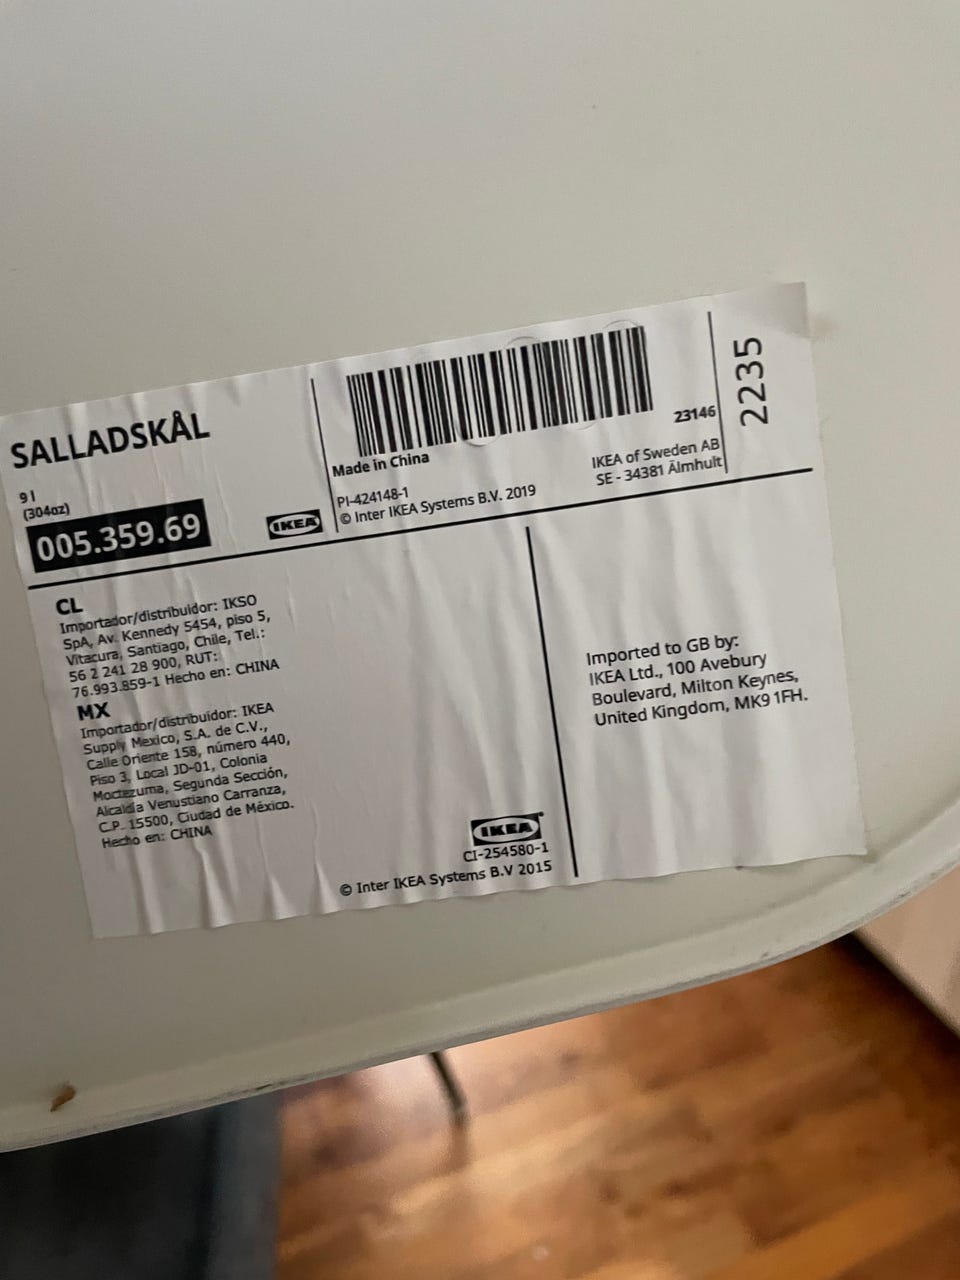 SALLADSKÅL
9 l
(304oz)
005.359.69
IKEA
Made in China
PI-424148-1
© Inter IKEA Systems B.V. 2019
23146
IKEA of Sweden AB
SE - 34381 Älmhult
2235
CL
Importador/distribuidor: IKSO
SpA, Av. Kennedy 5454, piso 5,
Vitacura, Santiago, Chile, Tel.:
56 2 241 28 900, RUT:
76.993.859-1 Hecho en: CHINA
MX
Importador/distribuidor: IKEA
Supply Mexico, S.A. de C.V.,
Calle Oriente 158, número 440,
Piso 3, Local JD-01, Colonia
Moctezuma, Segunda Sección,
Alcaldía Venustiano Carranza,
C.P. 15500, Ciudad de México.
Hecho en: CHINA
IKEA
CI-254580-1
© Inter IKEA Systems B.V 2015
Imported to GB by:
IKEA Ltd., 100 Avebury
Boulevard, Milton Keynes,
United Kingdom, MK9 1FH.